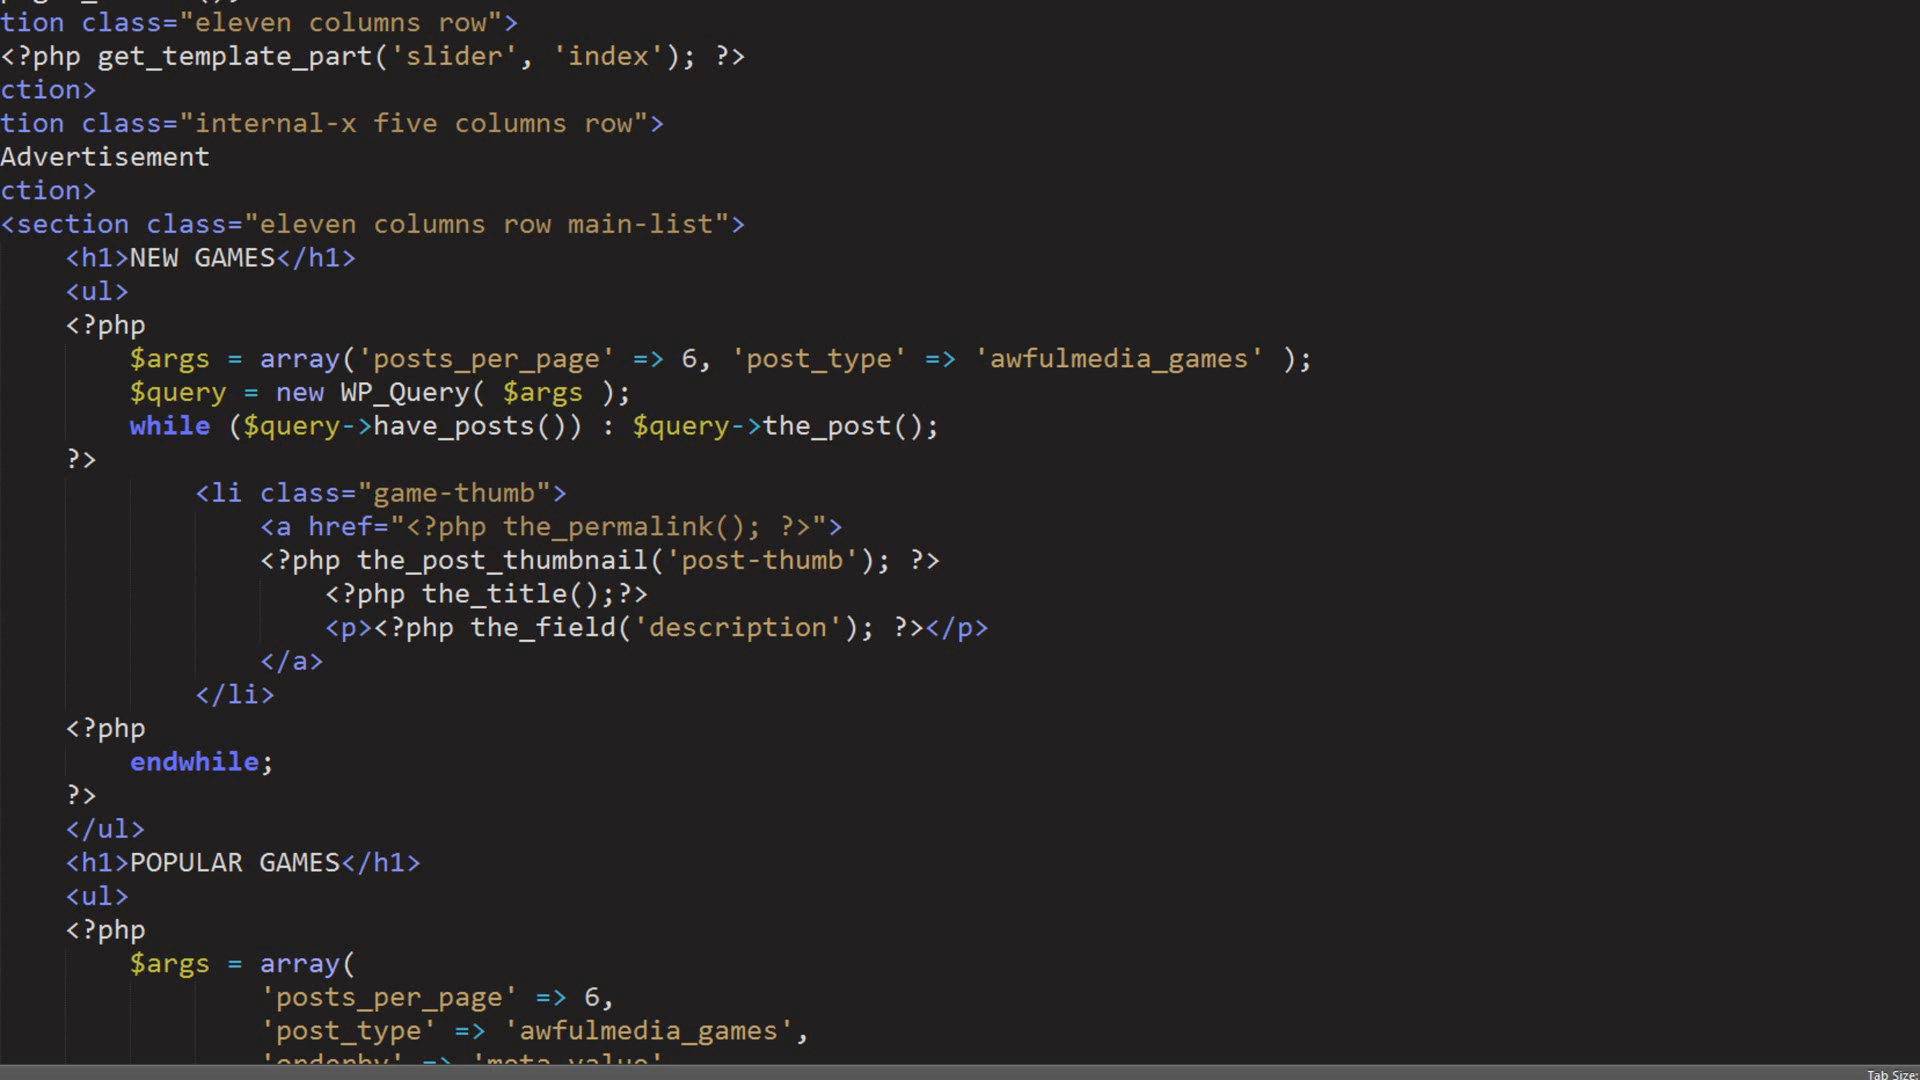 tion class="eleven columns row">
<?php get_template_part('slider', 'index'); ?>
ction>
tion class="internal-x five columns row">
Advertisement
ction>
<section class="eleven columns row main-list">
<h1>NEW GAMES</h1>
<ul>
<?php
$args = array('posts_per_page' => 6, 'post_type' => 'awfulmedia_games' );
$query = new WP_Query( $args );
while ($query->have_posts()) : $query->the_post();
?>
<li class="game-thumb">
<a href="<?php the_permalink(); ?>">
<?php the_post_thumbnail('post-thumb'); ?>
<?php the_title();?>
<p><?php the_field('description'); ?></p>
</a>
</li>
<?php
endwhile;
?>
</ul>
<h1>POPULAR GAMES</h1>
<ul>
<?php
$args = array(
'posts_per_page' => 6,
'post_type' => 'awfulmedia_games',
'orderby' => 'meta_value'
Tab Size: